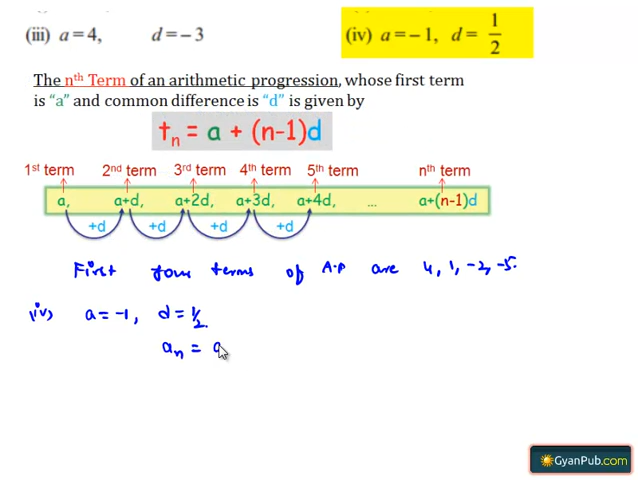 (iii) a = 4, d = – 3 (iv) a = – 1, d = 1/2
The nth Term of an arithmetic progression, whose first term
is “a” and common difference is “d” is given by
tn = a + (n-1)d
1st term 2nd term 3rd term 4th term 5th term nth term
a, a+d, a+2d, a+3d, a+4d, ... a+(n-1)d
+d +d +d +d
First four terms of A.P are 4, 1, -2, -5.
(iv) a = -1, d = 1/2.
an = a
GyanPub.com